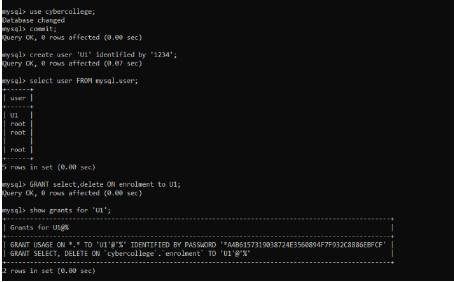 mysql> use cybercollege;
Database changed
mysql> commit;
Query OK, 0 rows affected (0.00 sec)
mysql> create user 'U1' identified by '1234';
Query OK, 0 rows affected (0.07 sec)
mysql> select user FROM mysql.user;
+------+
| user |
+------+
| U1 |
| root |
| root |
| |
| root |
+------+
5 rows in set (0.00 sec)
mysql> GRANT select,delete ON enrolment to U1;
Query OK, 0 rows affected (0.00 sec)
mysql> show grants for 'U1';
| Grants for U1@%
| GRANT USAGE ON *.* TO 'U1'@'%' IDENTIFIED BY PASSWORD '*A4B6157319038724E3560894F7F932C8886EBFCF' |
| GRANT SELECT, DELETE ON `cybercollege`.`enrolment` TO 'U1'@'%'
2 rows in set (0.00 sec)